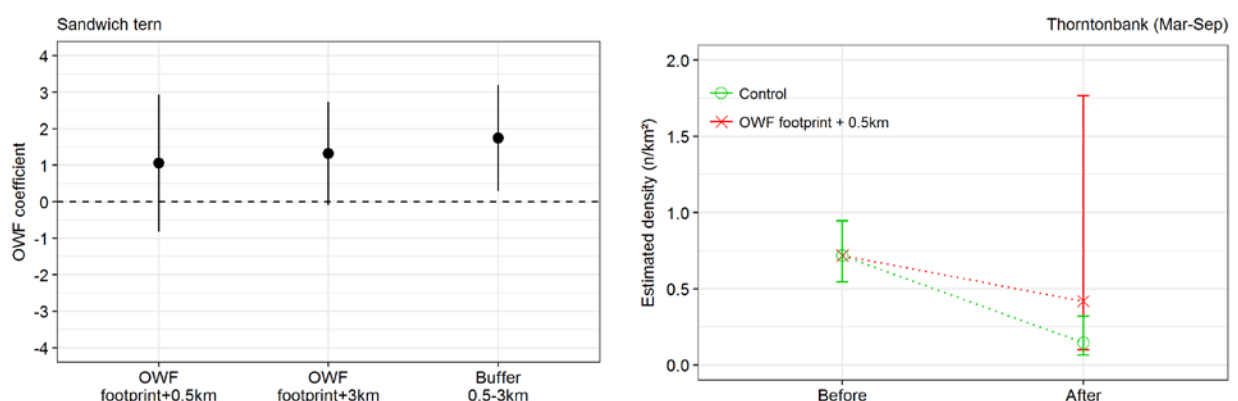 Sandwich tern
OWF coefficient
4
3
2
1
0
-1
-2
-3
-4
OWF
footprint+0.5km
OWF
footprint+3km
Buffer
0.5-3km
Thorntonbank (Mar-Sep)
Estimated density (n/km²)
2.0
1.5
1.0
0.5
0.0
Control
OWF footprint + 0.5km
Before
After